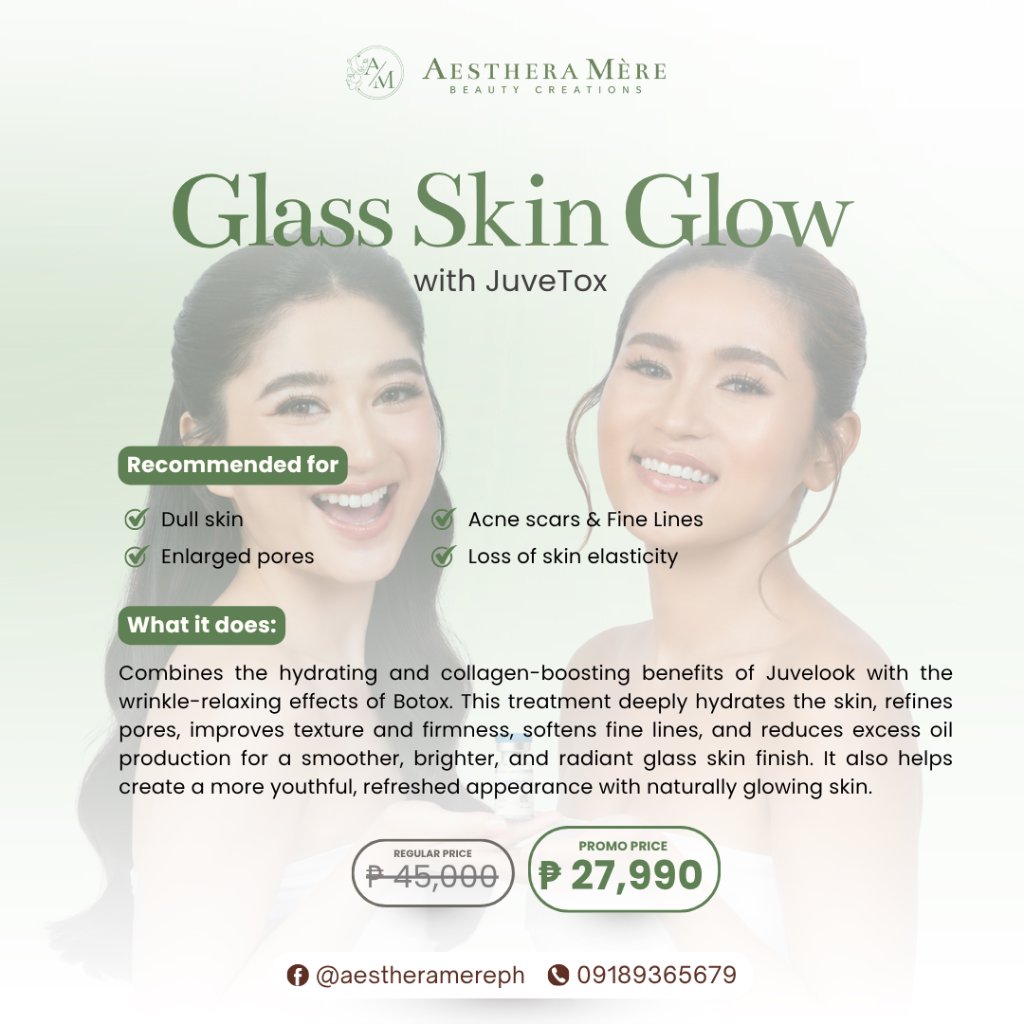 A/M
AESTHERA MÈRE
BEAUTY CREATIONS
Glass Skin Glow
with JuveTox
Recommended for
Dull skin
Acne scars & Fine Lines
Enlarged pores
Loss of skin elasticity
What it does:
Combines the hydrating and collagen-boosting benefits of Juvelook with the
wrinkle-relaxing effects of Botox. This treatment deeply hydrates the skin, refines
pores, improves texture and firmness, softens fine lines, and reduces excess oil
production for a smoother, brighter, and radiant glass skin finish. It also helps
create a more youthful, refreshed appearance with naturally glowing skin.
REGULAR PRICE
₱ 45,000
PROMO PRICE
₱ 27,990
@aestheramereph
09189365679